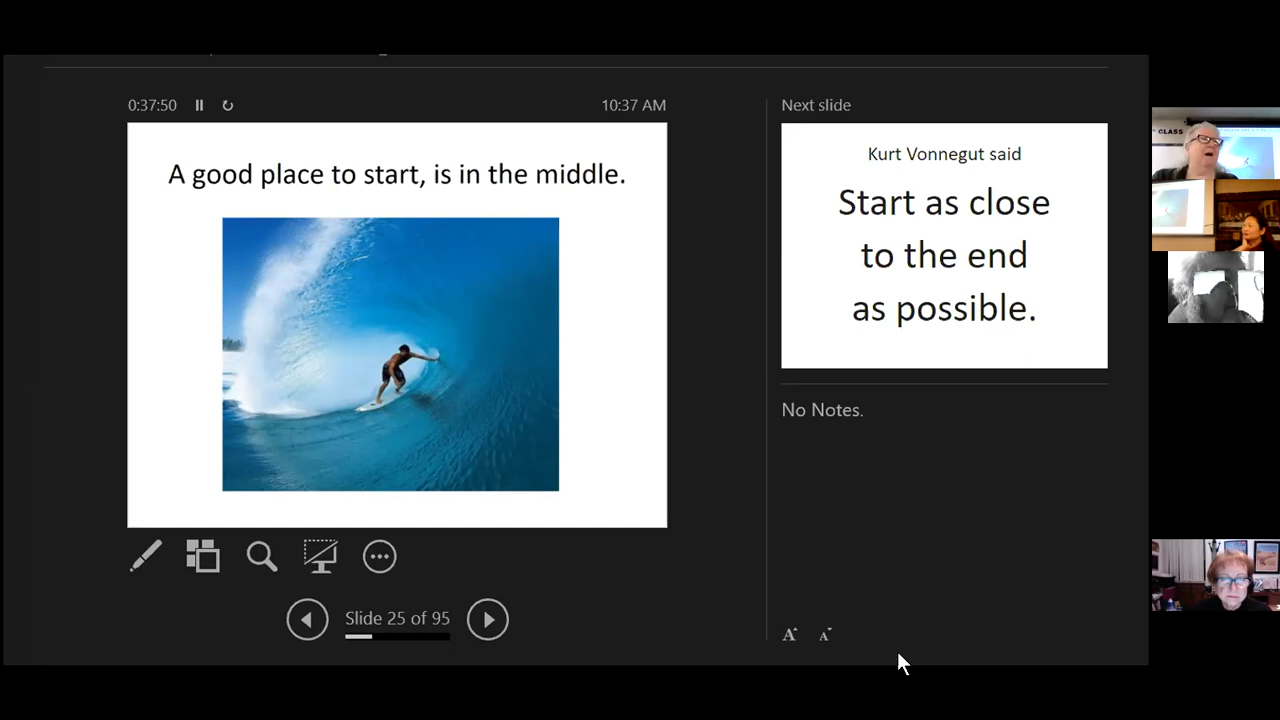 0:37:50
10:37 AM
A good place to start, is in the middle.
Slide 25 of 95
Next slide
Kurt Vonnegut said
Start as close
to the end
as possible.
No Notes.
A A
CLASS